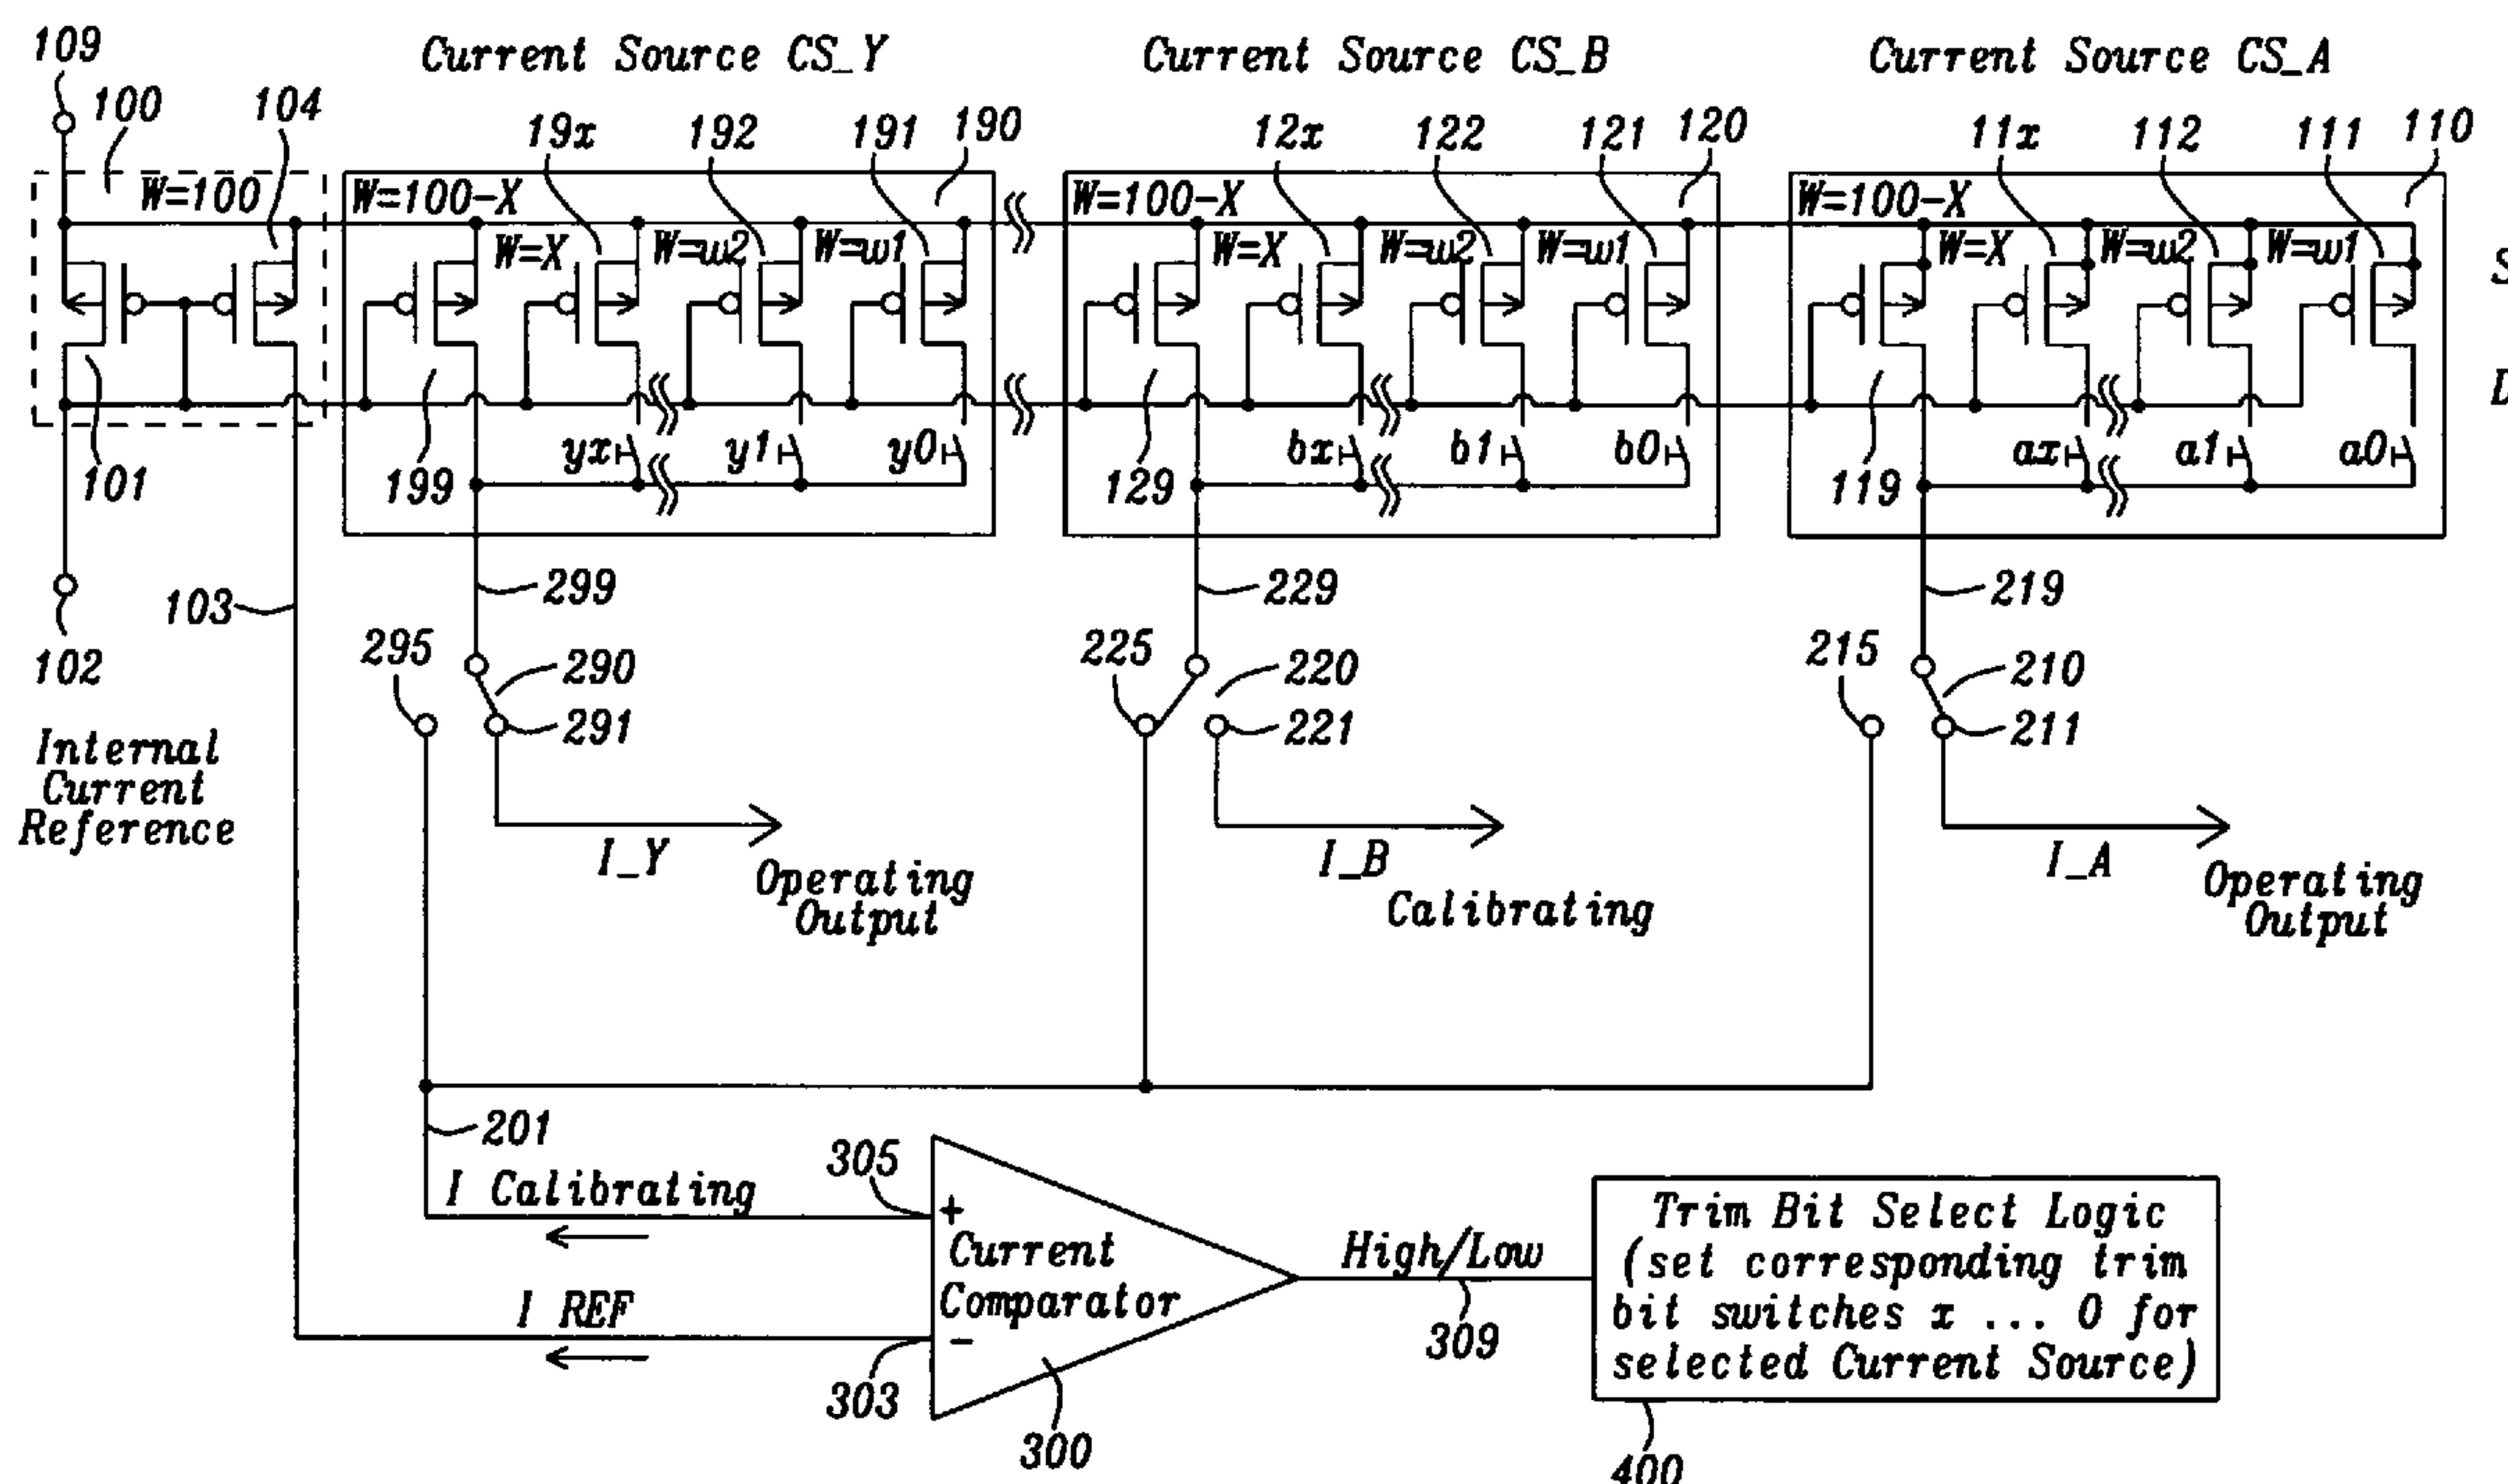 109
Current Source CS_Y
Current Source CS_B
Current Source CS_A
100
104
19x
192
191
190
12x
122
121
120
11x
112
111
110
W=100
W=100-X
W=X
W=w2
W=w1
W=100-X
W=X
W=w2
W=w1
W=100-X
W=X
W=w2
W=w1
S
D
101
199
yx
y1
y0
129
bx
b1
b0
119
ax
a1
a0
102
103
299
229
219
295
290
291
225
220
221
215
210
211
Internal
Current
Reference
I_Y
Operating
Output
I_B
Calibrating
I_A
Operating
Output
201
I Calibrating
305
+
Current
Comparator
I REF
-
303
300
High/Low
309
Trim Bit Select Logic
(set corresponding trim
bit switches x ... 0 for
selected Current Source)
400